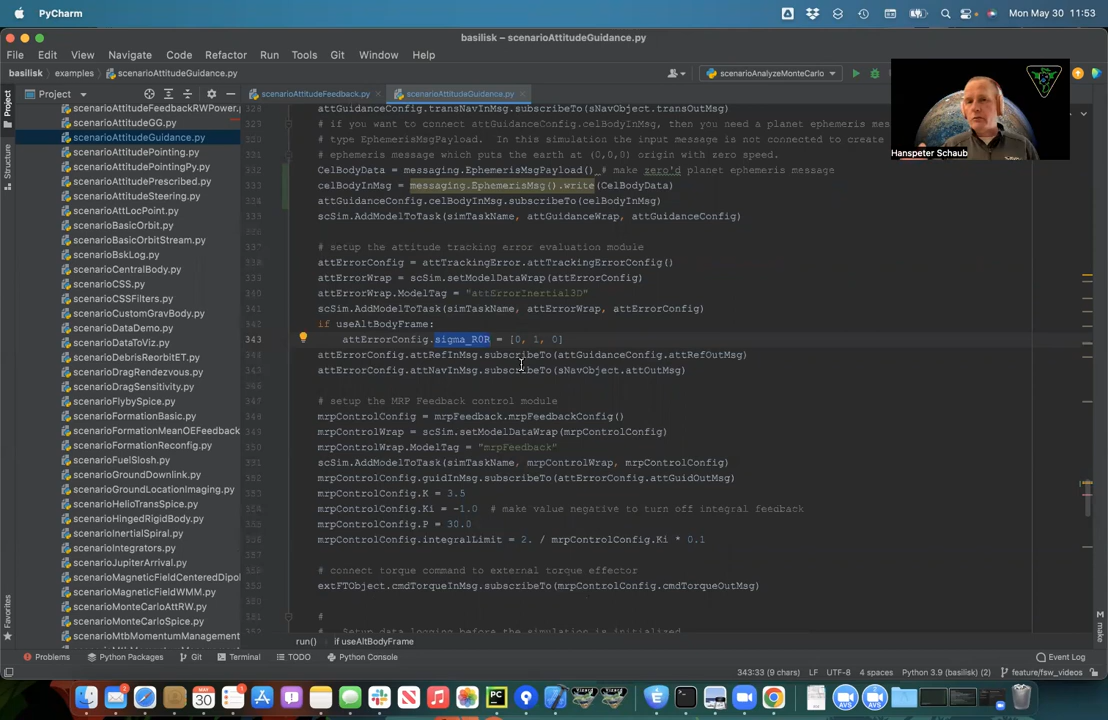 PyCharm
Mon May 30 11:53
basilisk – scenarioAttitudeGuidance.py
File Edit View Navigate Code Refactor Run Tools Git Window Help
basilisk examples scenarioAttitudeGuidance.py
scenarioAnalyzeMonteCarlo
Project
scenarioAttitudeFeedback.py
scenarioAttitudeGuidance.py
Project
Structure
Favorites
make
scenarioAttitudeFeedbackRWPower.
scenarioAttitudeGG.py
scenarioAttitudeGuidance.py
scenarioAttitudePointing.py
scenarioAttitudePointingPy.py
scenarioAttitudePrescribed.py
scenarioAttitudeSteering.py
scenarioAttLocPoint.py
scenarioBasicOrbit.py
scenarioBasicOrbitStream.py
scenarioBskLog.py
scenarioCentralBody.py
scenarioCSS.py
scenarioCSSFilters.py
scenarioCustomGravBody.py
scenarioDataDemo.py
scenarioDataToViz.py
scenarioDebrisReorbitET.py
scenarioDragRendezvous.py
scenarioDragSensitivity.py
scenarioFlybySpice.py
scenarioFormationBasic.py
scenarioFormationMeanOEFeedback
scenarioFormationReconfig.py
scenarioFuelSlosh.py
scenarioGroundDownlink.py
scenarioGroundLocationImaging.py
scenarioHelioTransSpice.py
scenarioHingedRigidBody.py
scenarioInertialSpiral.py
scenarioIntegrators.py
scenarioJupiterArrival.py
scenarioMagneticFieldCenteredDipol
scenarioMagneticFieldWMM.py
scenarioMonteCarloAttRW.py
scenarioMonteCarloSpice.py
scenarioMtbMomentumManagement
attGuidanceConfig.transNavInMsg.subscribeTo(sNavObject.transOutMsg)
# if you want to connect attGuidanceConfig.celBodyInMsg, then you need a planet ephemeris mes
# type EphemerisMsgPayload. In this simulation the input message is not connected to create
# ephemeris message which puts the earth at (0,0,0) origin with zero speed.
CelBodyData = messaging.EphemerisMsgPayload() # make zero'd planet ephemeris message
celBodyInMsg = messaging.EphemerisMsg().write(CelBodyData)
attGuidanceConfig.celBodyInMsg.subscribeTo(celBodyInMsg)
scSim.AddModelToTask(simTaskName, attGuidanceWrap, attGuidanceConfig)
# setup the attitude tracking error evaluation module
attErrorConfig = attTrackingError.attTrackingErrorConfig()
attErrorWrap = scSim.setModelDataWrap(attErrorConfig)
attErrorWrap.ModelTag = "attErrorInertial3D"
scSim.AddModelToTask(simTaskName, attErrorWrap, attErrorConfig)
if useAltBodyFrame:
343 attErrorConfig.sigma_R0R = [0, 1, 0]
attErrorConfig.attRefInMsg.subscribeTo(attGuidanceConfig.attRefOutMsg)
attErrorConfig.attNavInMsg.subscribeTo(sNavObject.attOutMsg)
# setup the MRP Feedback control module
mrpControlConfig = mrpFeedback.mrpFeedbackConfig()
mrpControlWrap = scSim.setModelDataWrap(mrpControlConfig)
mrpControlWrap.ModelTag = "mrpFeedback"
scSim.AddModelToTask(simTaskName, mrpControlWrap, mrpControlConfig)
mrpControlConfig.guidInMsg.subscribeTo(attErrorConfig.attGuidOutMsg)
mrpControlConfig.K = 3.5
mrpControlConfig.Ki = -1.0 # make value negative to turn off integral feedback
mrpControlConfig.P = 30.0
mrpControlConfig.integralLimit = 2. / mrpControlConfig.Ki * 0.1
# connect torque command to external torque effector
extFTObject.cmdTorqueInMsg.subscribeTo(mrpControlConfig.cmdTorqueOutMsg)
#
# Setup data logging before the simulation is initialized
run() if useAltBodyFrame
Hanspeter Schaub
Problems Python Packages Git Terminal TODO Python Console Event Log
343:33 (9 chars) LF UTF-8 4 spaces Python 3.9 (basilisk) (2) feature/fsw_videos